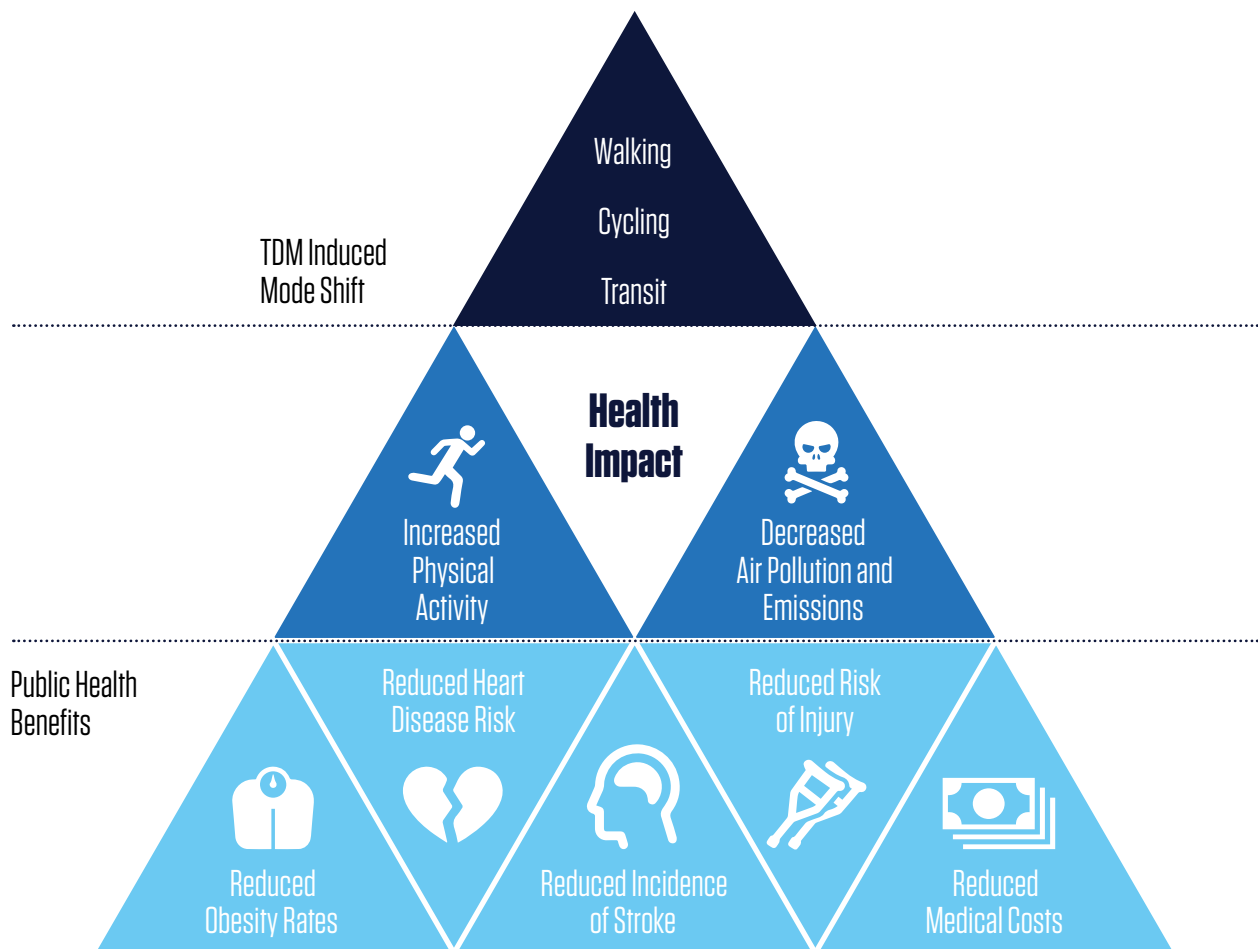 Walking
Cycling
Transit
TDM Induced
Mode Shift
Health
Impact
Increased
Physical
Activity
Decreased
Air Pollution and
Emissions
Public Health
Benefits
Reduced Heart
Disease Risk
Reduced Risk
of Injury
Reduced
Obesity Rates
Reduced Incidence
of Stroke
Reduced
Medical Costs